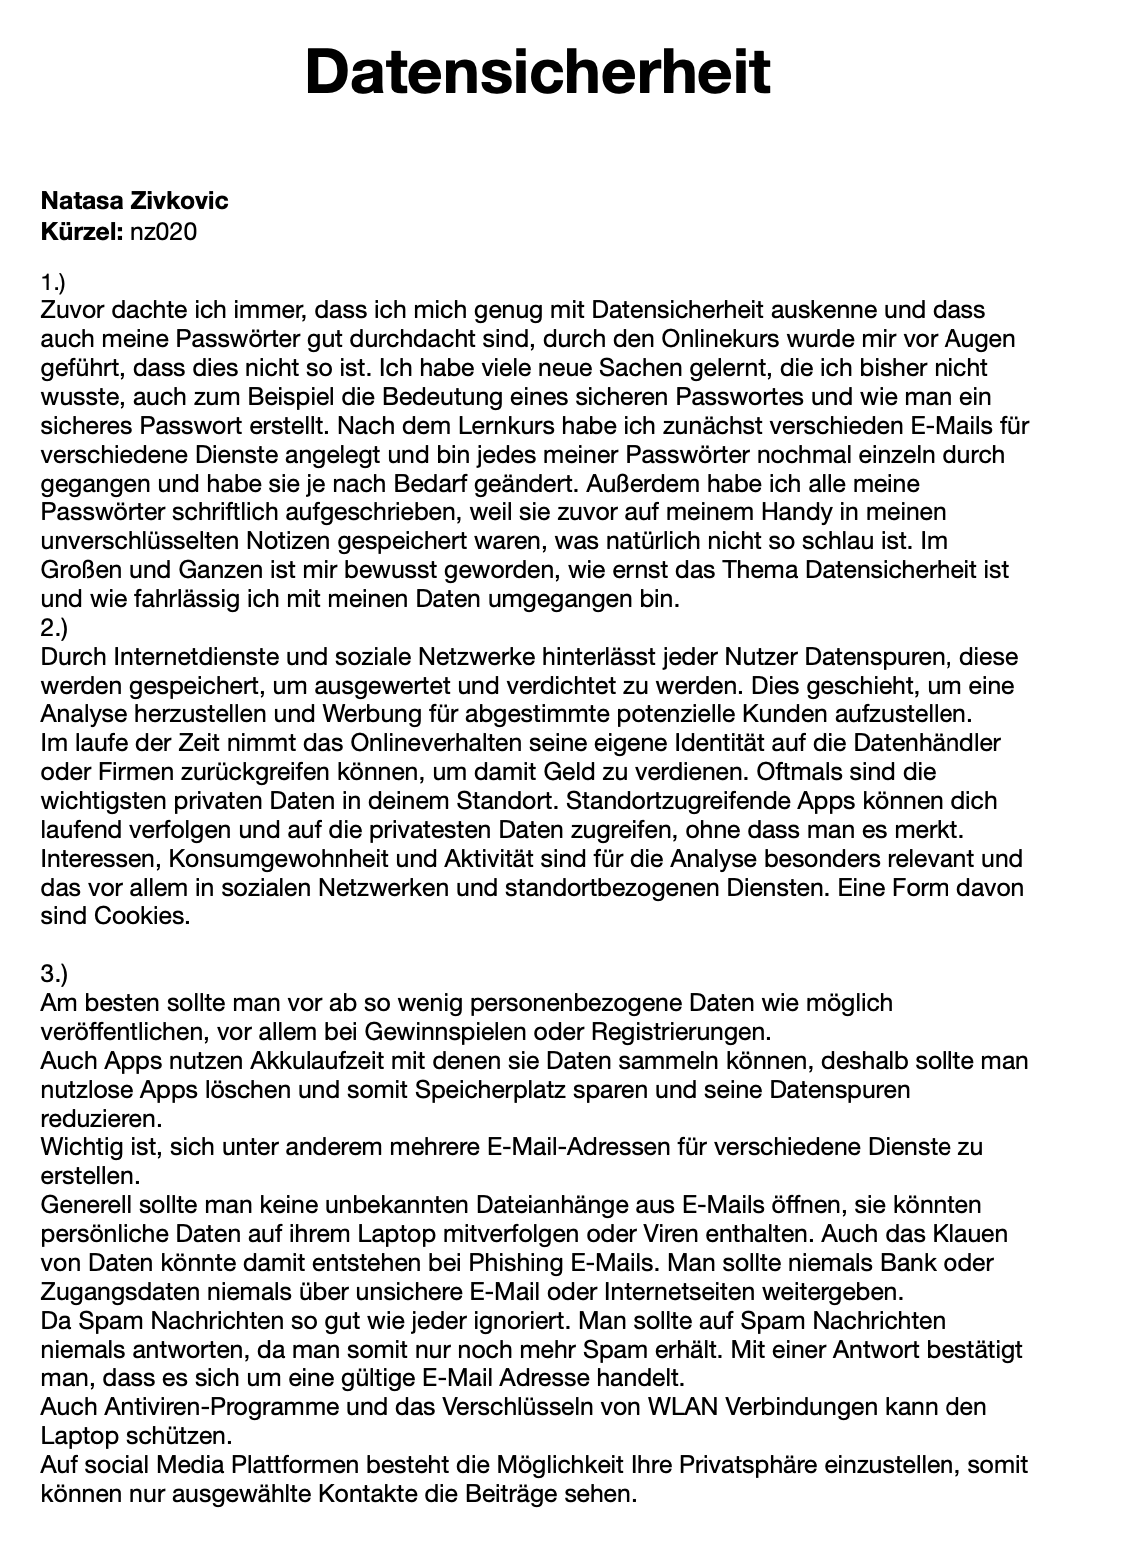 Datensicherheit
Natasa Zivkovic
Kürzel: nz020
1.)
Zuvor dachte ich immer, dass ich mich genug mit Datensicherheit auskenne und dass
auch meine Passwörter gut durchdacht sind, durch den Onlinekurs wurde mir vor Augen
geführt, dass dies nicht so ist. Ich habe viele neue Sachen gelernt, die ich bisher nicht
wusste, auch zum Beispiel die Bedeutung eines sicheren Passwortes und wie man ein
sicheres Passwort erstellt. Nach dem Lernkurs habe ich zunächst verschieden E-Mails für
verschiedene Dienste angelegt und bin jedes meiner Passwörter nochmal einzeln durch
gegangen und habe sie je nach Bedarf geändert. Außerdem habe ich alle meine
Passwörter schriftlich aufgeschrieben, weil sie zuvor auf meinem Handy in meinen
unverschlüsselten Notizen gespeichert waren, was natürlich nicht so schlau ist. Im
Großen und Ganzen ist mir bewusst geworden, wie ernst das Thema Datensicherheit ist
und wie fahrlässig ich mit meinen Daten umgegangen bin.
2.)
Durch Internetdienste und soziale Netzwerke hinterlässt jeder Nutzer Datenspuren, diese
werden gespeichert, um ausgewertet und verdichtet zu werden. Dies geschieht, um eine
Analyse herzustellen und Werbung für abgestimmte potenzielle Kunden aufzustellen.
Im laufe der Zeit nimmt das Onlineverhalten seine eigene Identität auf die Datenhändler
oder Firmen zurückgreifen können, um damit Geld zu verdienen. Oftmals sind die
wichtigsten privaten Daten in deinem Standort. Standortzugreifende Apps können dich
laufend verfolgen und auf die privatesten Daten zugreifen, ohne dass man es merkt.
Interessen, Konsumgewohnheit und Aktivität sind für die Analyse besonders relevant und
das vor allem in sozialen Netzwerken und standortbezogenen Diensten. Eine Form davon
sind Cookies.
3.)
Am besten sollte man vor ab so wenig personenbezogene Daten wie möglich
veröffentlichen, vor allem bei Gewinnspielen oder Registrierungen.
Auch Apps nutzen Akkulaufzeit mit denen sie Daten sammeln können, deshalb sollte man
nutzlose Apps löschen und somit Speicherplatz sparen und seine Datenspuren
reduzieren.
Wichtig ist, sich unter anderem mehrere E-Mail-Adressen für verschiedene Dienste zu
erstellen.
Generell sollte man keine unbekannten Dateianhänge aus E-Mails öffnen, sie könnten
persönliche Daten auf ihrem Laptop mitverfolgen oder Viren enthalten. Auch das Klauen
von Daten könnte damit entstehen bei Phishing E-Mails. Man sollte niemals Bank oder
Zugangsdaten niemals über unsichere E-Mail oder Internetseiten weitergeben.
Da Spam Nachrichten so gut wie jeder ignoriert. Man sollte auf Spam Nachrichten
niemals antworten, da man somit nur noch mehr Spam erhält. Mit einer Antwort bestätigt
man, dass es sich um eine gültige E-Mail Adresse handelt.
Auch Antiviren-Programme und das Verschlüsseln von WLAN Verbindungen kann den
Laptop schützen.
Auf social Media Plattformen besteht die Möglichkeit Ihre Privatsphäre einzustellen, somit
können nur ausgewählte Kontakte die Beiträge sehen.